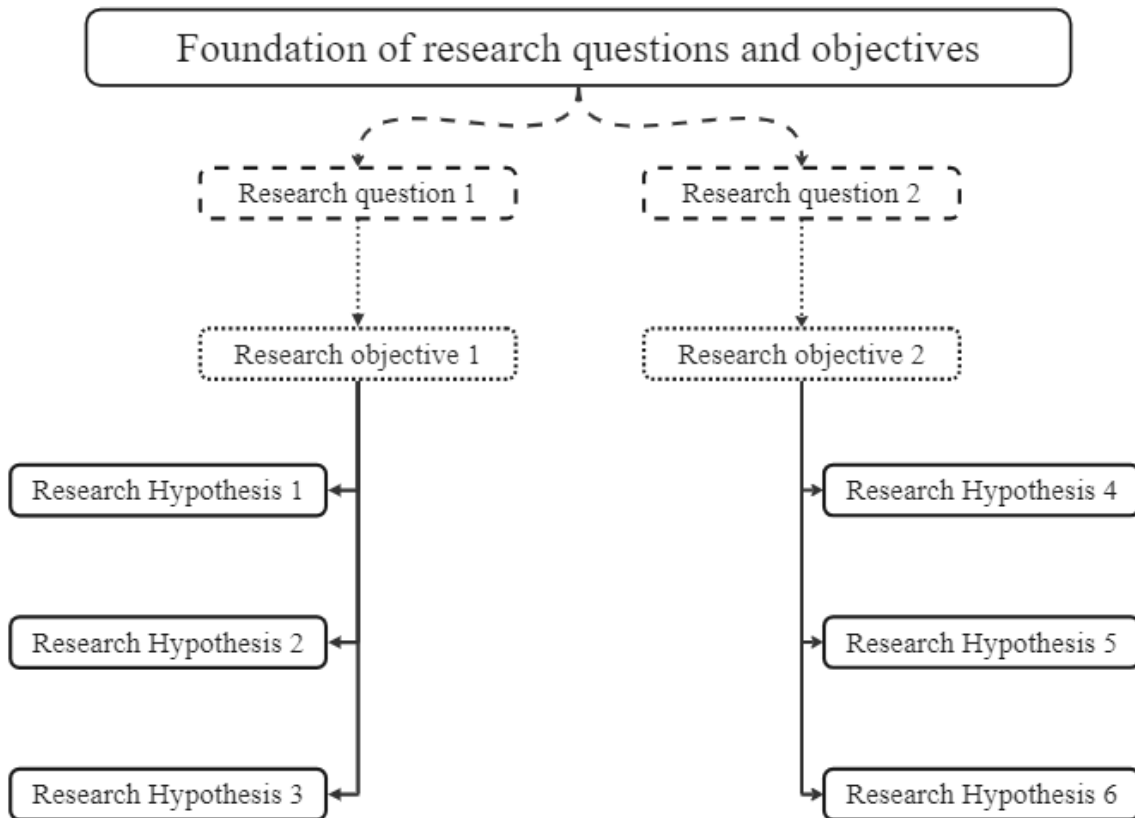 Foundation of research questions and objectives
Research question 1
Research question 2
Research objective 1
Research objective 2
Research Hypothesis 1
Research Hypothesis 4
Research Hypothesis 2
Research Hypothesis 5
Research Hypothesis 3
Research Hypothesis 6